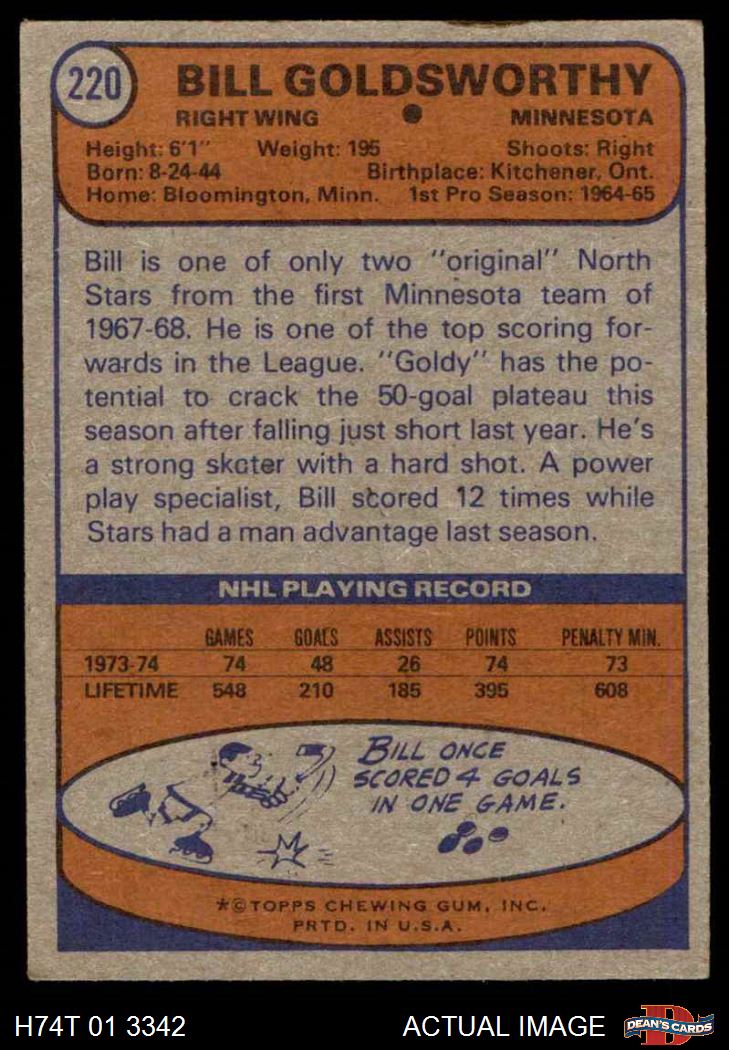 220
BILL GOLDSWORTHY
RIGHT WING ● MINNESOTA
Height: 6'1" Weight: 195 Shoots: Right
Born: 8-24-44 Birthplace: Kitchener, Ont.
Home: Bloomington, Minn. 1st Pro Season: 1964-65
Bill is one of only two "original" North
Stars from the first Minnesota team of
1967-68. He is one of the top scoring for-
wards in the League. "Goldy" has the po-
tential to crack the 50-goal plateau this
season after falling just short last year. He's
a strong skater with a hard shot. A power
play specialist, Bill scored 12 times while
Stars had a man advantage last season.
NHL PLAYING RECORD
GAMES GOALS ASSISTS POINTS PENALTY MIN.
1973-74 74 48 26 74 73
LIFETIME 548 210 185 395 608
BILL ONCE
SCORED 4 GOALS
IN ONE GAME.
*©TOPPS CHEWING GUM, INC.
PRTD. IN U.S.A.
H74T 01 3342 ACTUAL IMAGE D DEAN'S CARDS